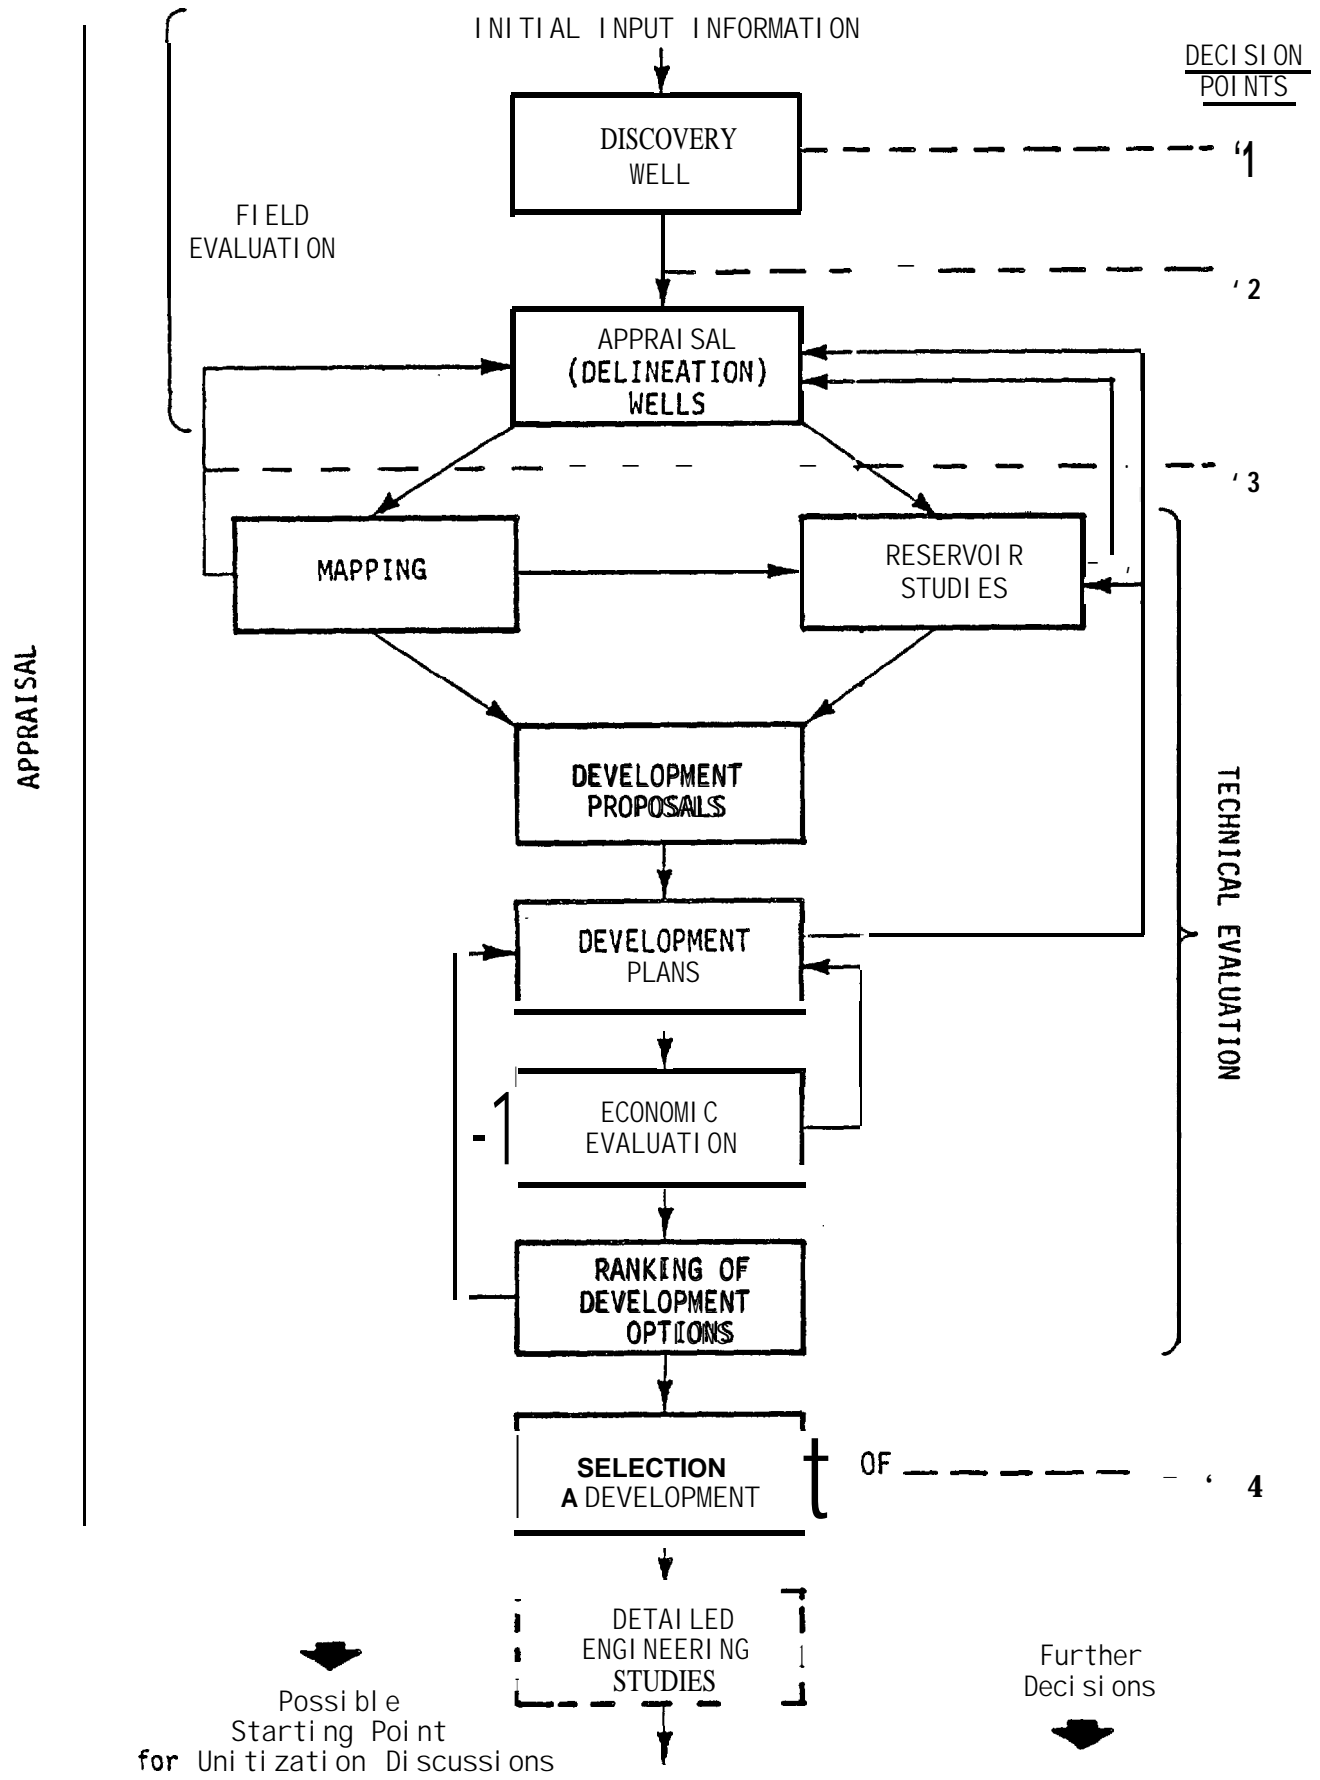 INITIAL INPUT INFORMATION
DECISION
POINTS
DISCOVERY
WELL
'1
FIELD
EVALUATION
'2
APPRAISAL
(DELINEATION)
WELLS
'3
MAPPING
RESERVOIR
STUDIES
APPRAISAL
DEVELOPMENT
PROPOSALS
TECHNICAL EVALUATION
DEVELOPMENT
PLANS
-1
ECONOMIC
EVALUATION
RANKING OF
DEVELOPMENT
OPTIONS
SELECTION t OF
A DEVELOPMENT
' 4
DETAILED
ENGINEERING
STUDIES
Possible
Starting Point
for Unitization Discussions
Further
Decisions